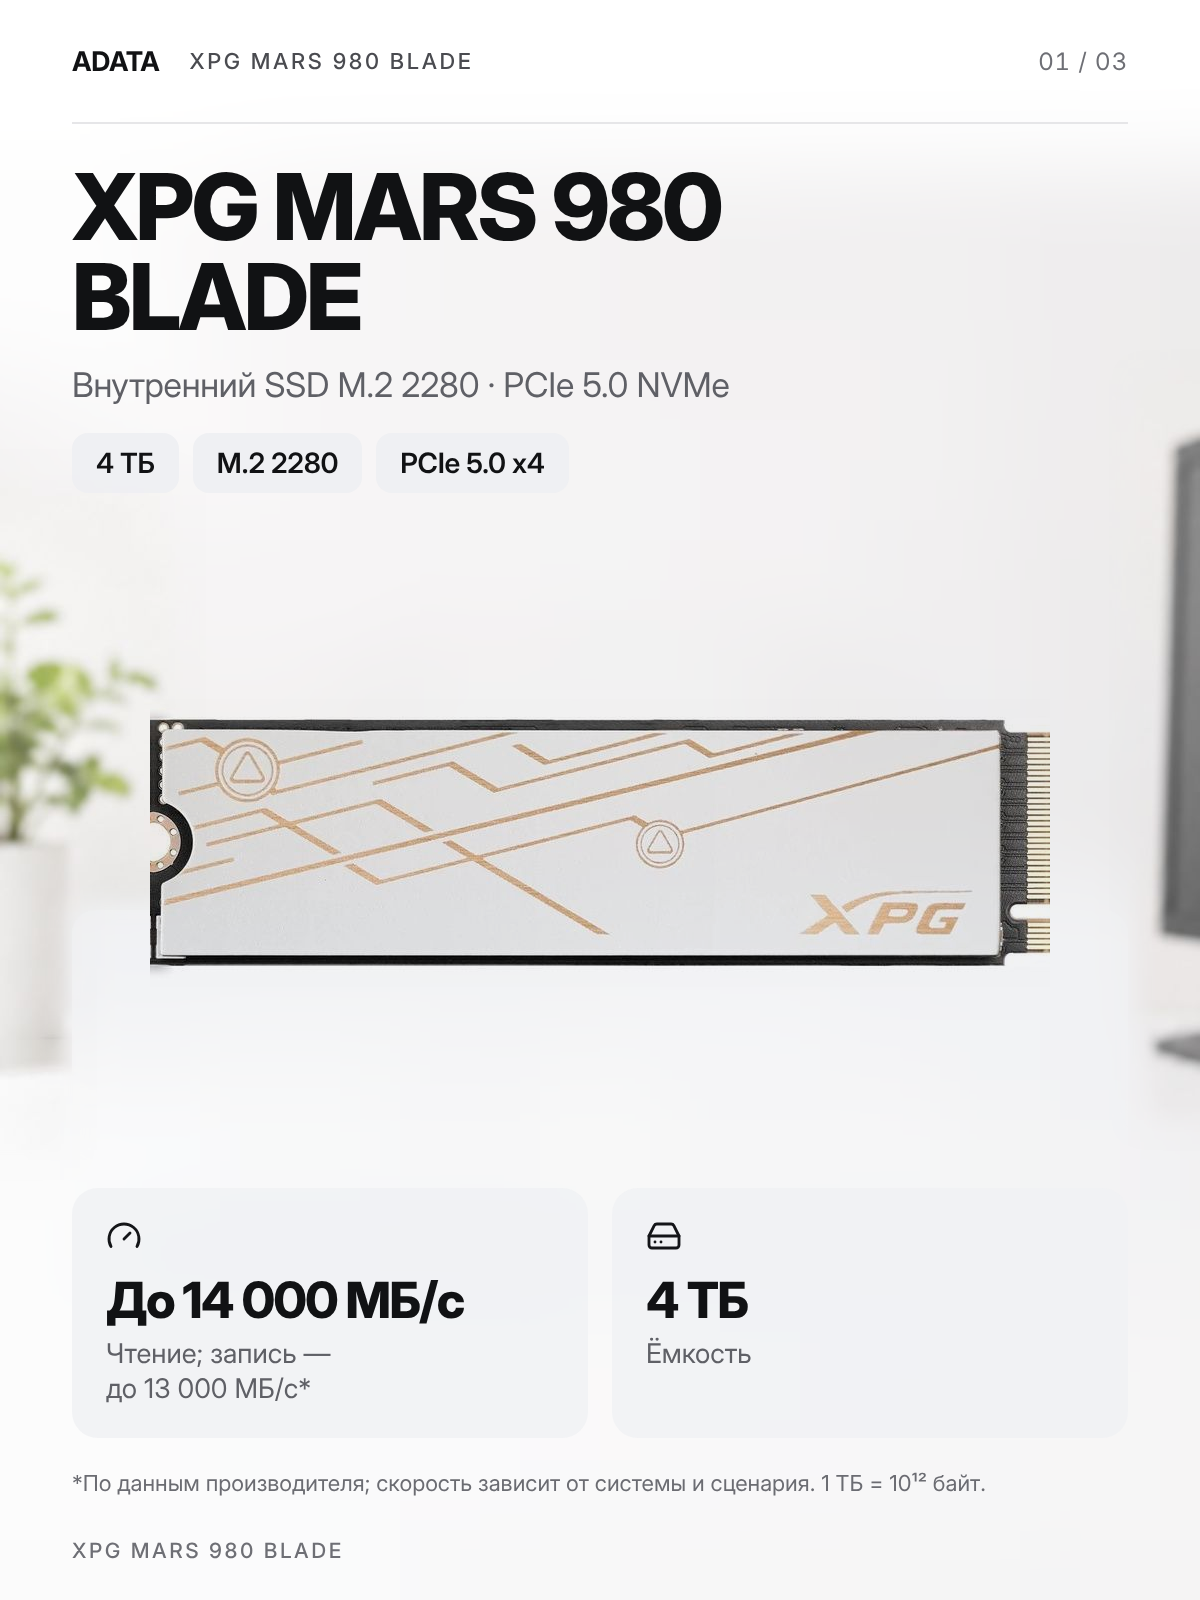 ADATA XPG MARS 980 BLADE 01 / 03
XPG MARS 980
BLADE
Внутренний SSD M.2 2280 · PCIe 5.0 NVMe
4 ТБ M.2 2280 PCIe 5.0 x4
XPG
До 14 000 МБ/с
Чтение; запись —
до 13 000 МБ/с*
4 ТБ
Ёмкость
*По данным производителя; скорость зависит от системы и сценария. 1 ТБ = 10¹² байт.
XPG MARS 980 BLADE